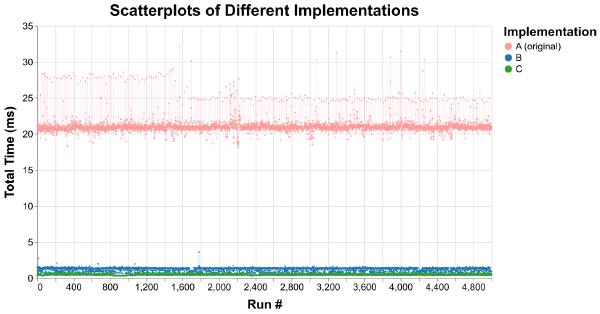 Scatterplots of Different Implementations
Implementation
A (original)
B
C
Total Time (ms)
35
30
25
20
15
10
5
0
0 400 800 1,200 1,600 2,000 2,400 2,800 3,200 3,600 4,000 4,400 4,800
Run #